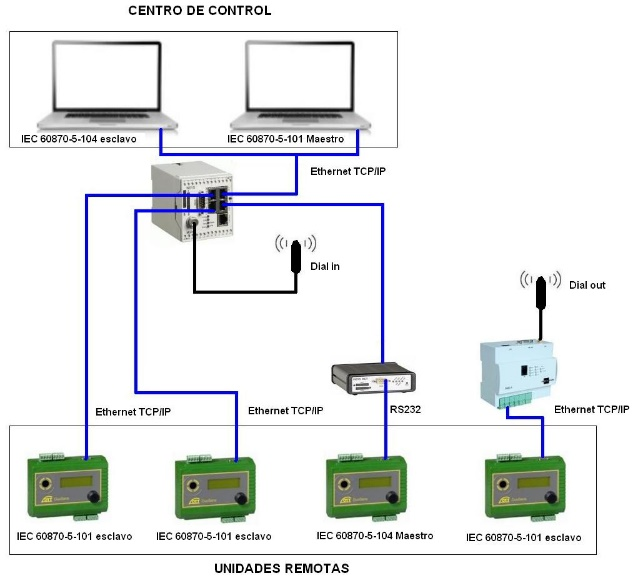 CENTRO DE CONTROL
IEC 60870-5-104 esclavo
IEC 60870-5-101 Maestro
Ethernet TCP/IP
Dial in
Dial out
Ethernet TCP/IP
Ethernet TCP/IP
RS232
Ethernet TCP/IP
IEC 60870-5-101 esclavo
IEC 60870-5-101 esclavo
IEC 60870-5-104 Maestro
IEC 60870-5-101 esclavo
UNIDADES REMOTAS